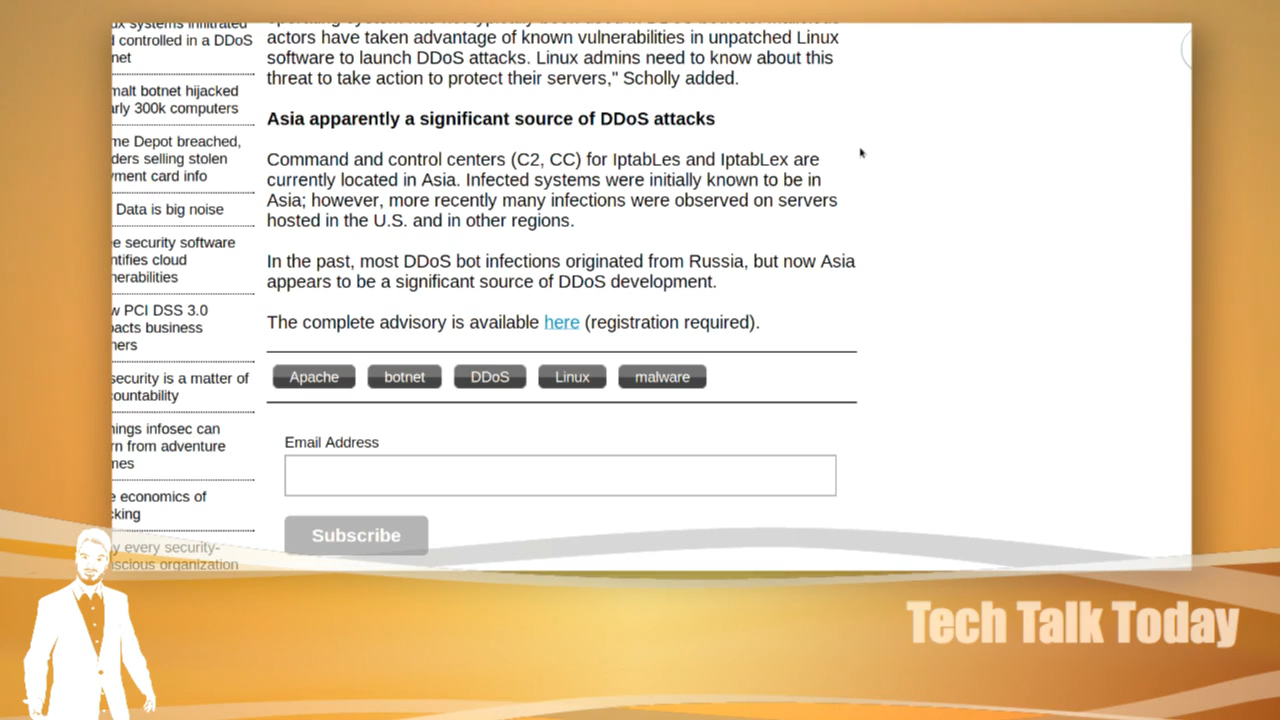 ux systems infiltrated
d controlled in a DDoS
net
malt botnet hijacked
arly 300k computers
me Depot breached,
ders selling stolen
ment card info
Data is big noise
e security software
ntifies cloud
nerabilities
w PCI DSS 3.0
pacts business
ners
security is a matter of
ountability
hings infosec can
rn from adventure
mes
e economics of
cking
y every security-
nscious organization
actors have taken advantage of known vulnerabilities in unpatched Linux
software to launch DDoS attacks. Linux admins need to know about this
threat to take action to protect their servers," Scholly added.
Asia apparently a significant source of DDoS attacks
Command and control centers (C2, CC) for IptabLes and IptabLex are
currently located in Asia. Infected systems were initially known to be in
Asia; however, more recently many infections were observed on servers
hosted in the U.S. and in other regions.
In the past, most DDoS bot infections originated from Russia, but now Asia
appears to be a significant source of DDoS development.
The complete advisory is available here (registration required).
Apache botnet DDoS Linux malware
Email Address
Subscribe
Tech Talk Today